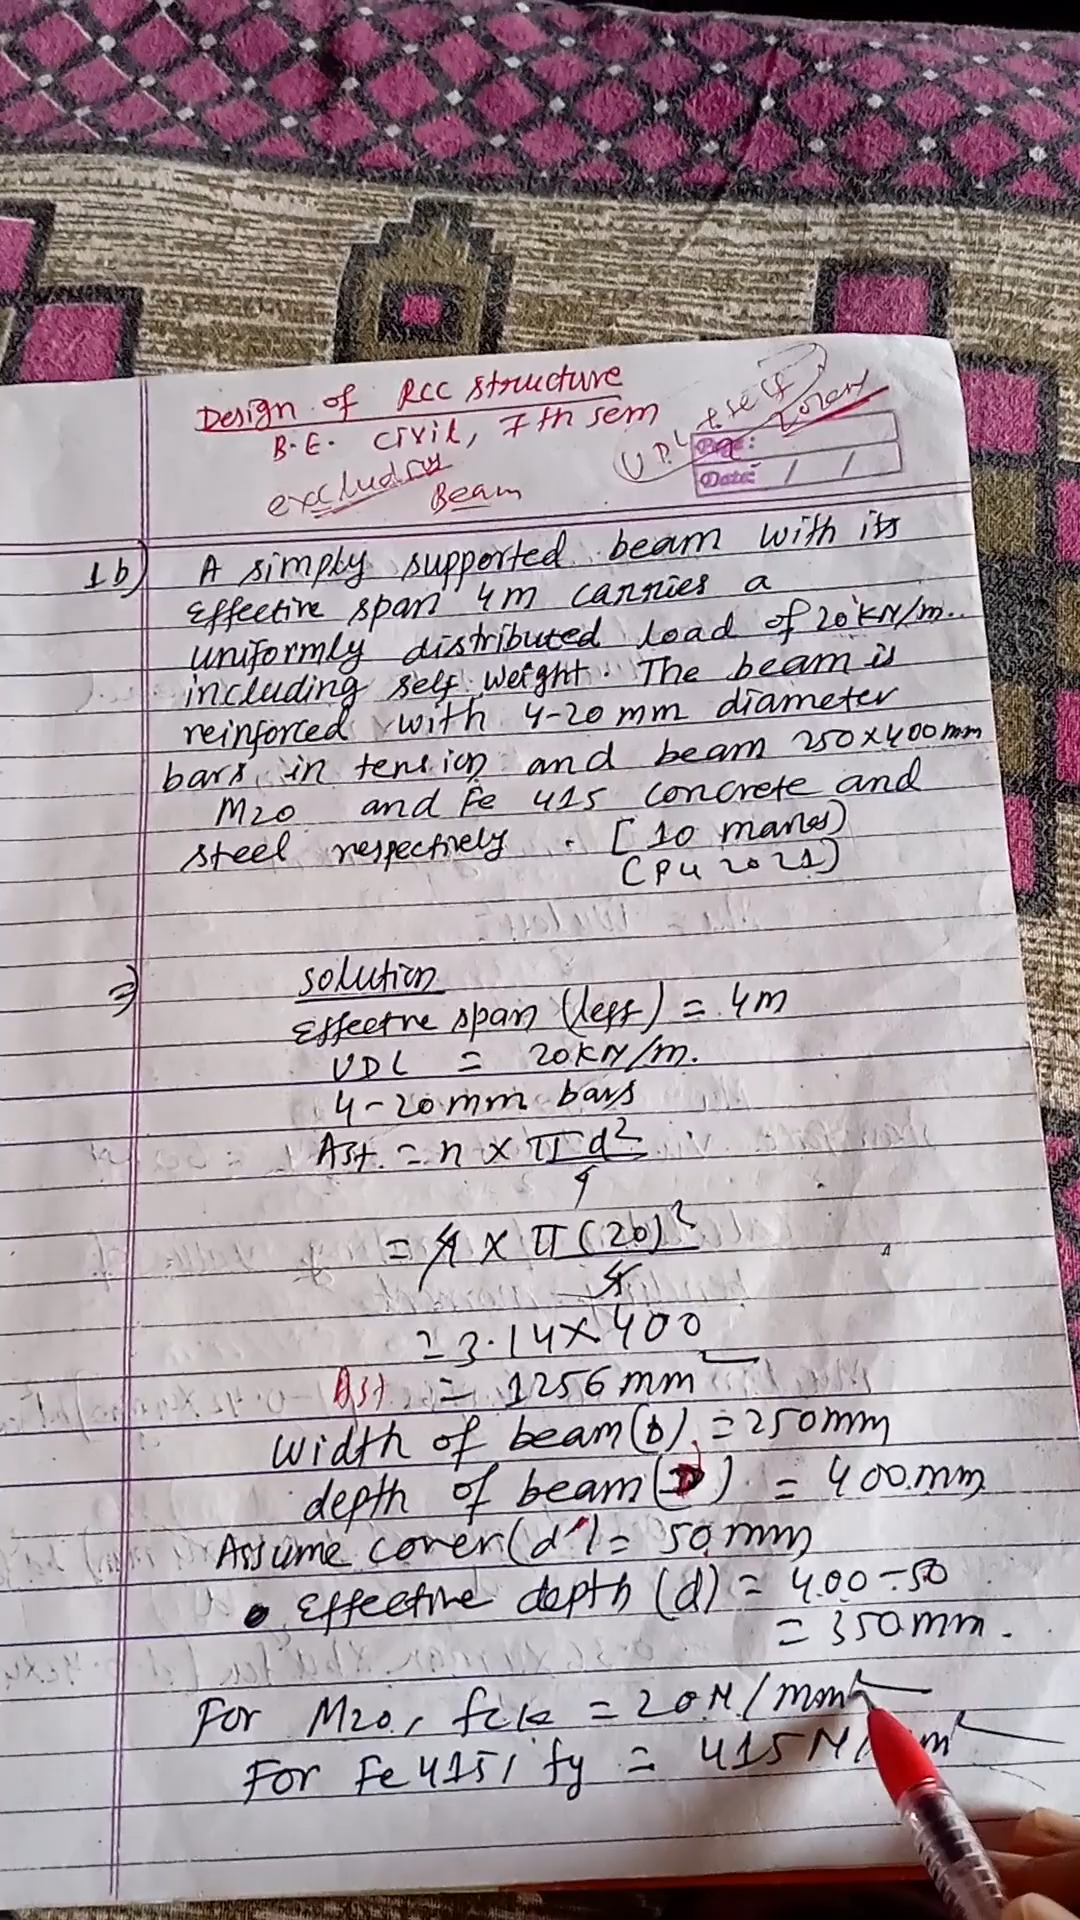 Design of RCC structure
B.E. civil, 7th sem
excluding
Beam
UDL + self
Date: / /
1b) A simply supported beam with its
effective span 4m carries a
uniformly distributed load of 20 kN/m..
including self weight. The beam is
reinforced with 4-20 mm diameter
bars in tension and beam 250x400mm
M20 and Fe 415 concrete and
steel respectively. [10 marks)
(PU 2021)
⇒ solution
Effective span (leff) = 4m
UDL = 20kN/m.
4-20mm bars
Ast. = n x πd²/4
= 4 x π(20)²/4
= 3.14x400
Ast = 1256 mm²
width of beam(b) = 250mm
depth of beam(D) = 400mm
Assume cover(d') = 50mm
Effective depth (d) = 400-50
= 350mm.
For M20, fck = 20N/mm²
For Fe415, fy = 415N/mm²